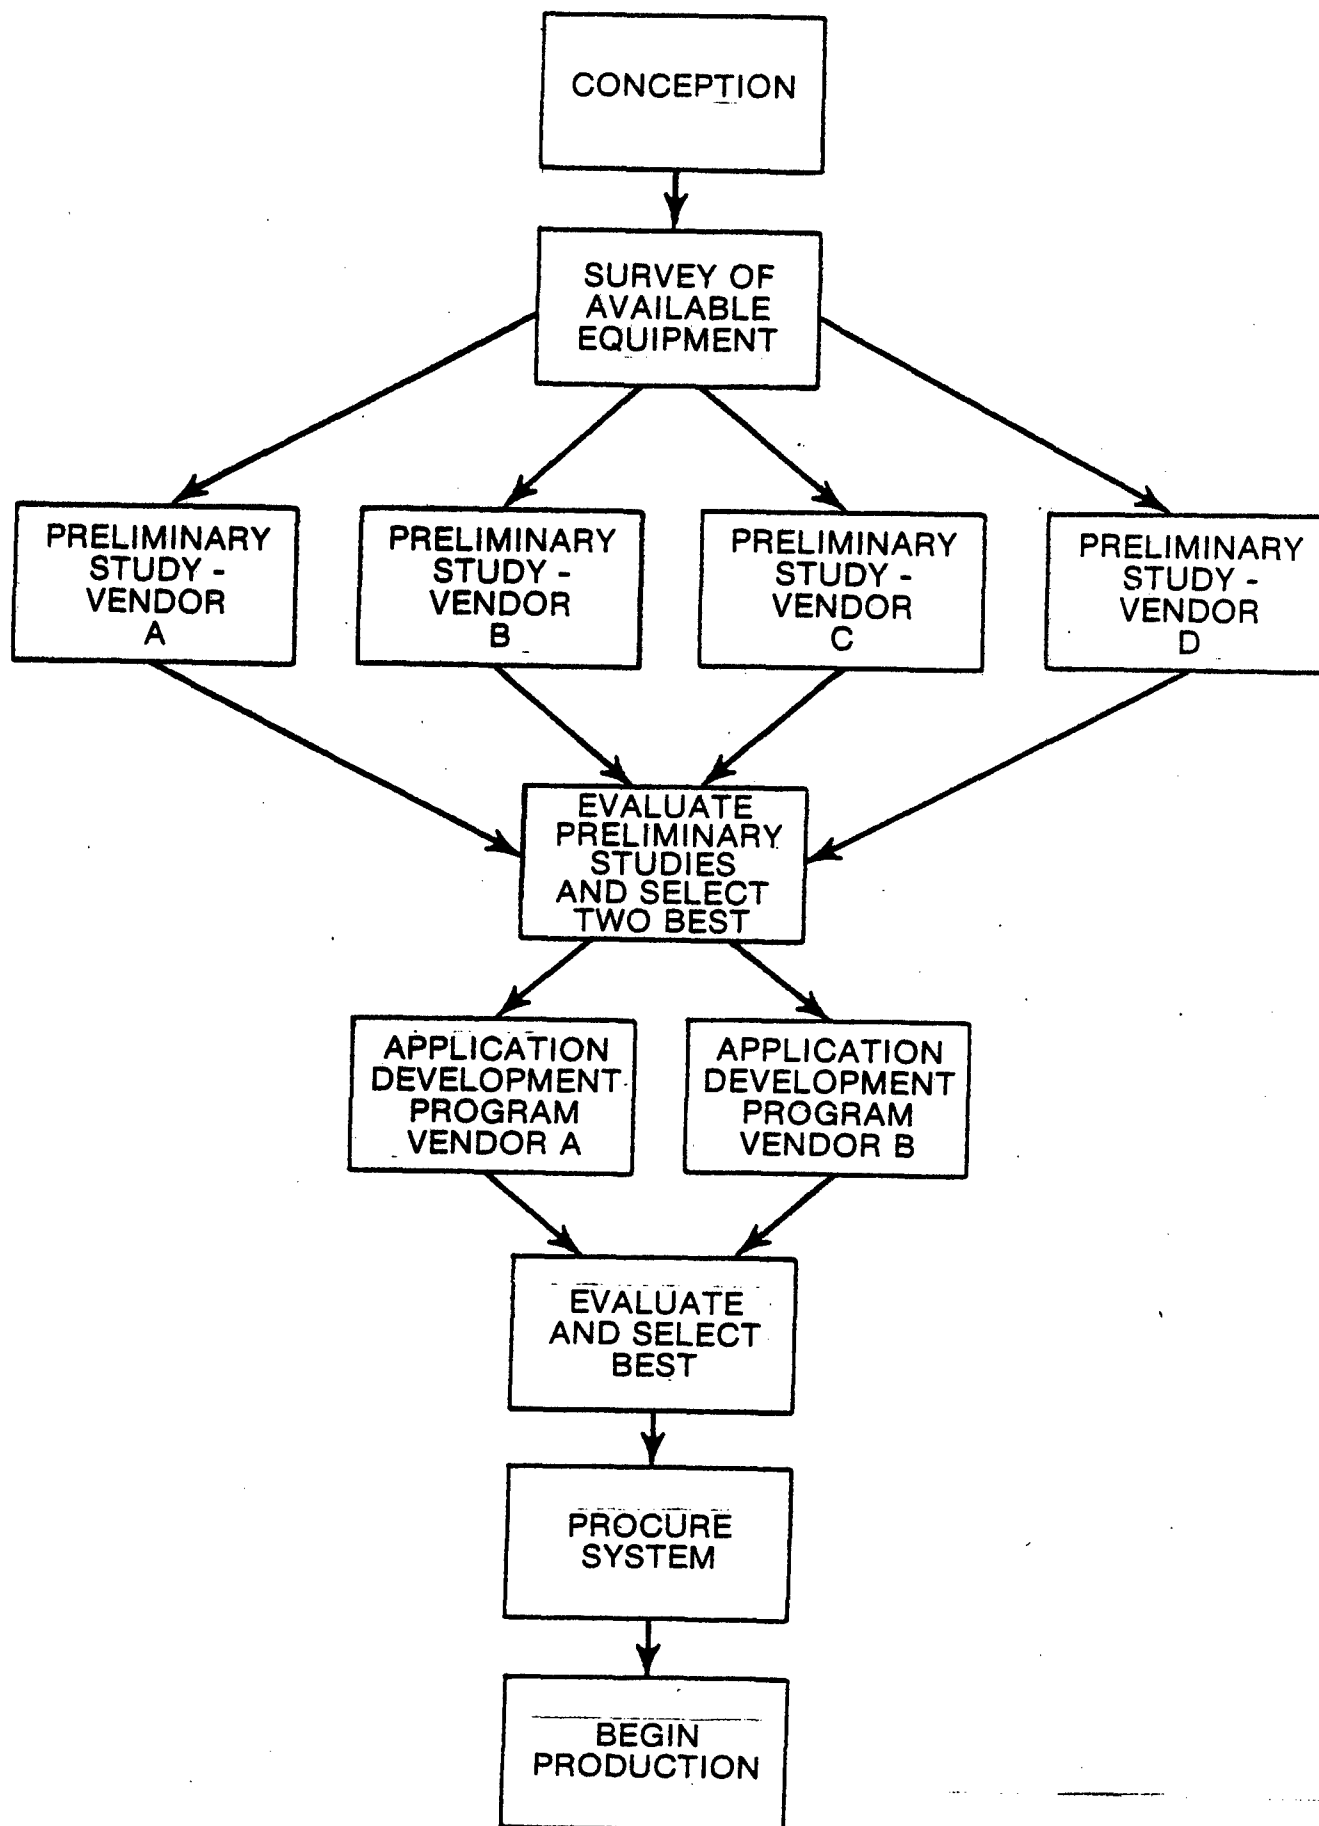 CONCEPTION
SURVEY OF
AVAILABLE
EQUIPMENT
PRELIMINARY
STUDY -
VENDOR
A
PRELIMINARY
STUDY -
VENDOR
B
PRELIMINARY
STUDY -
VENDOR
C
PRELIMINARY
STUDY -
VENDOR
D
EVALUATE
PRELIMINARY
STUDIES
AND SELECT
TWO BEST
APPLICATION
DEVELOPMENT
PROGRAM
VENDOR A
APPLICATION
DEVELOPMENT
PROGRAM
VENDOR B
EVALUATE
AND SELECT
BEST
PROCURE
SYSTEM
BEGIN
PRODUCTION